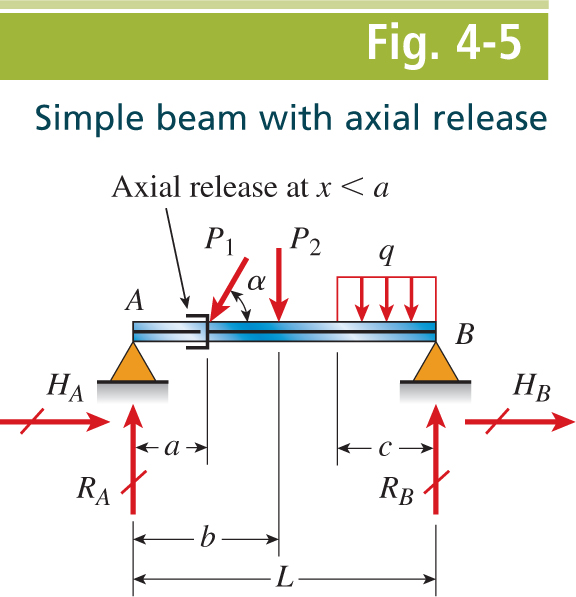 Fig. 4-5
Simple beam with axial release
Axial release at x < a
P1 P2 q
α
A
B
HA HB
a c
RA RB
b
L